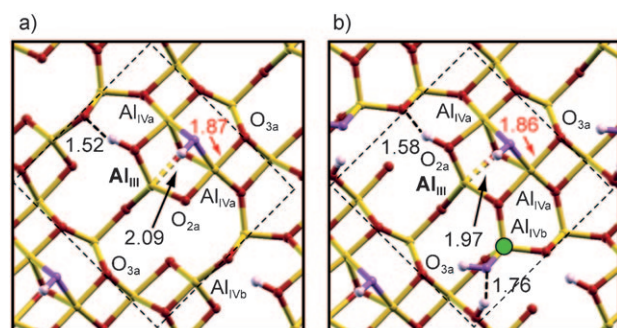 a)
b)
Al_IVa
1.87
O_3a
1.52
Al_III
Al_IVa
O_2a
2.09
O_3a
Al_IVb
Al_IVa
1.86
O_3a
1.58
O_2a
Al_III
Al_IVa
1.97
Al_IVb
O_3a
1.76